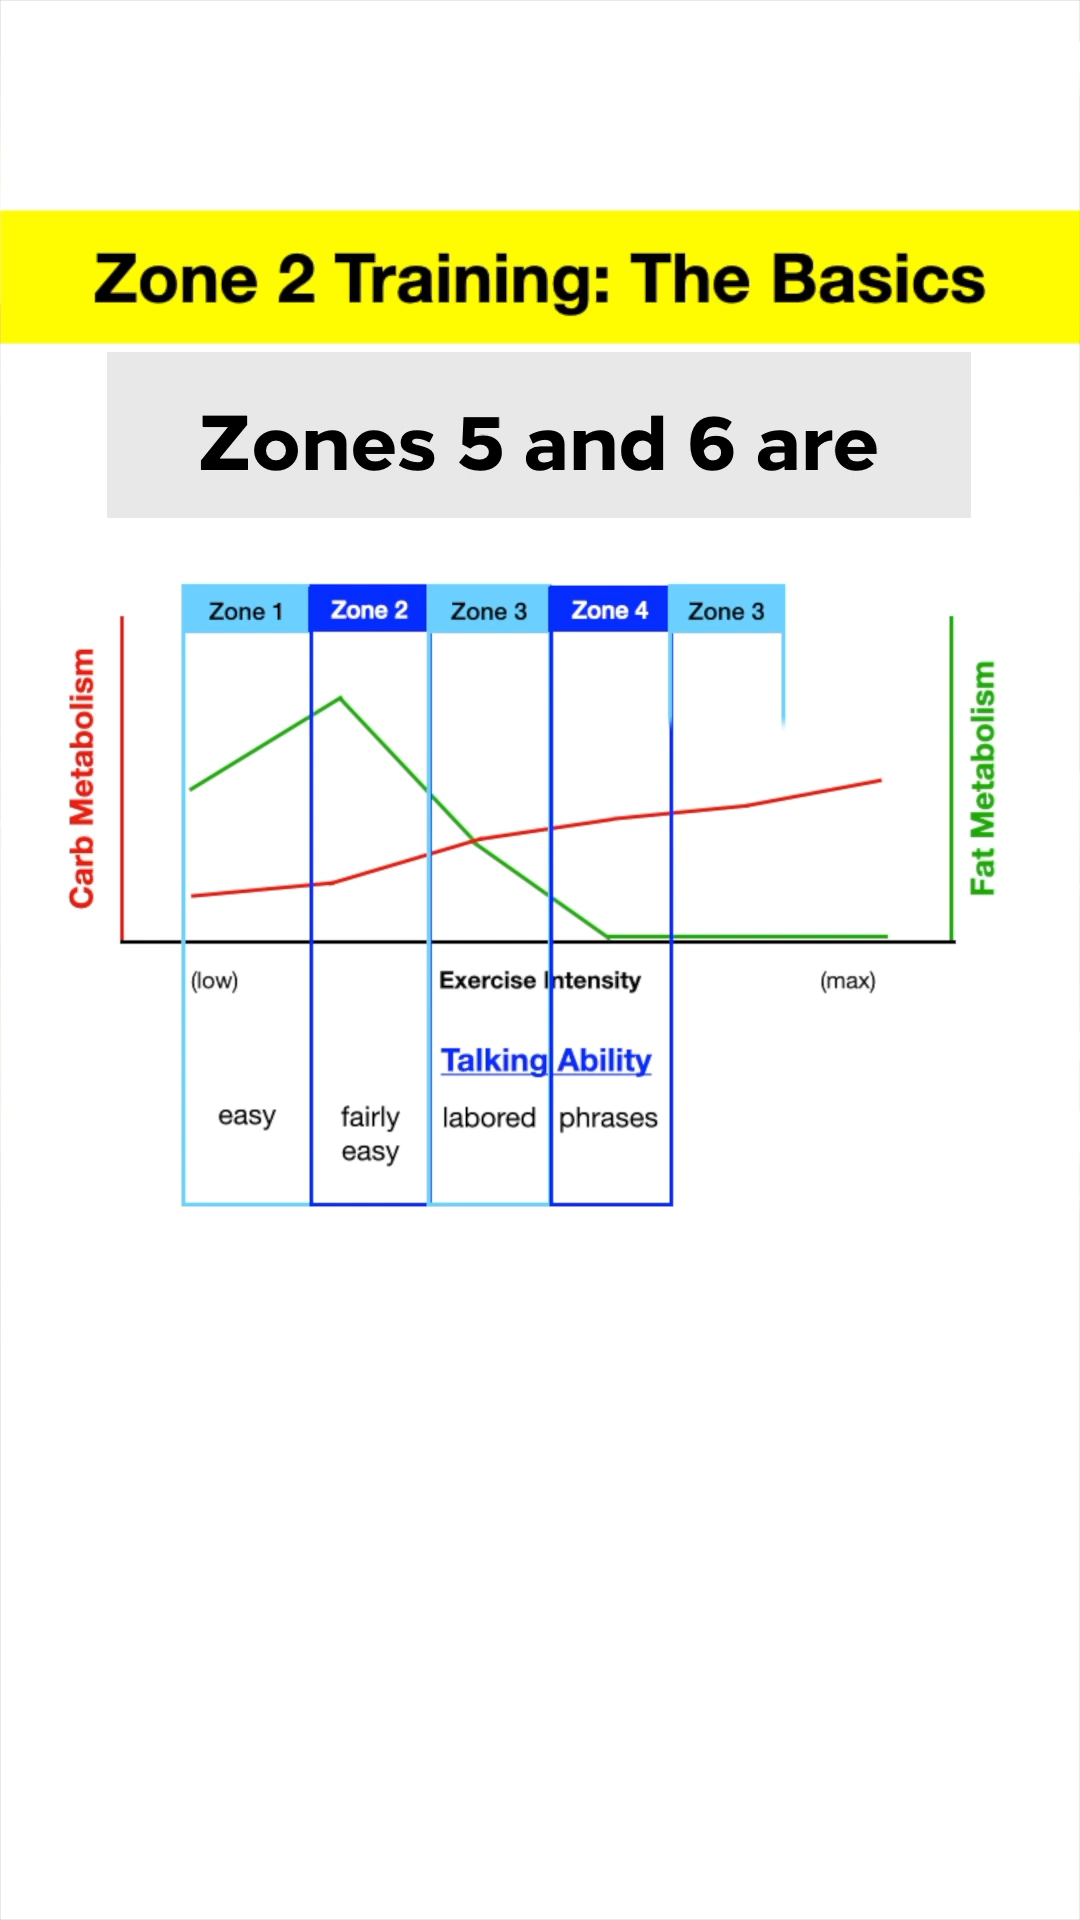 Zone 2 Training: The Basics
Zones 5 and 6 are
Zone 1 Zone 2 Zone 3 Zone 4 Zone 3
Carb Metabolism
Fat Metabolism
(low) Exercise Intensity (max)
Talking Ability
easy fairly labored phrases
easy